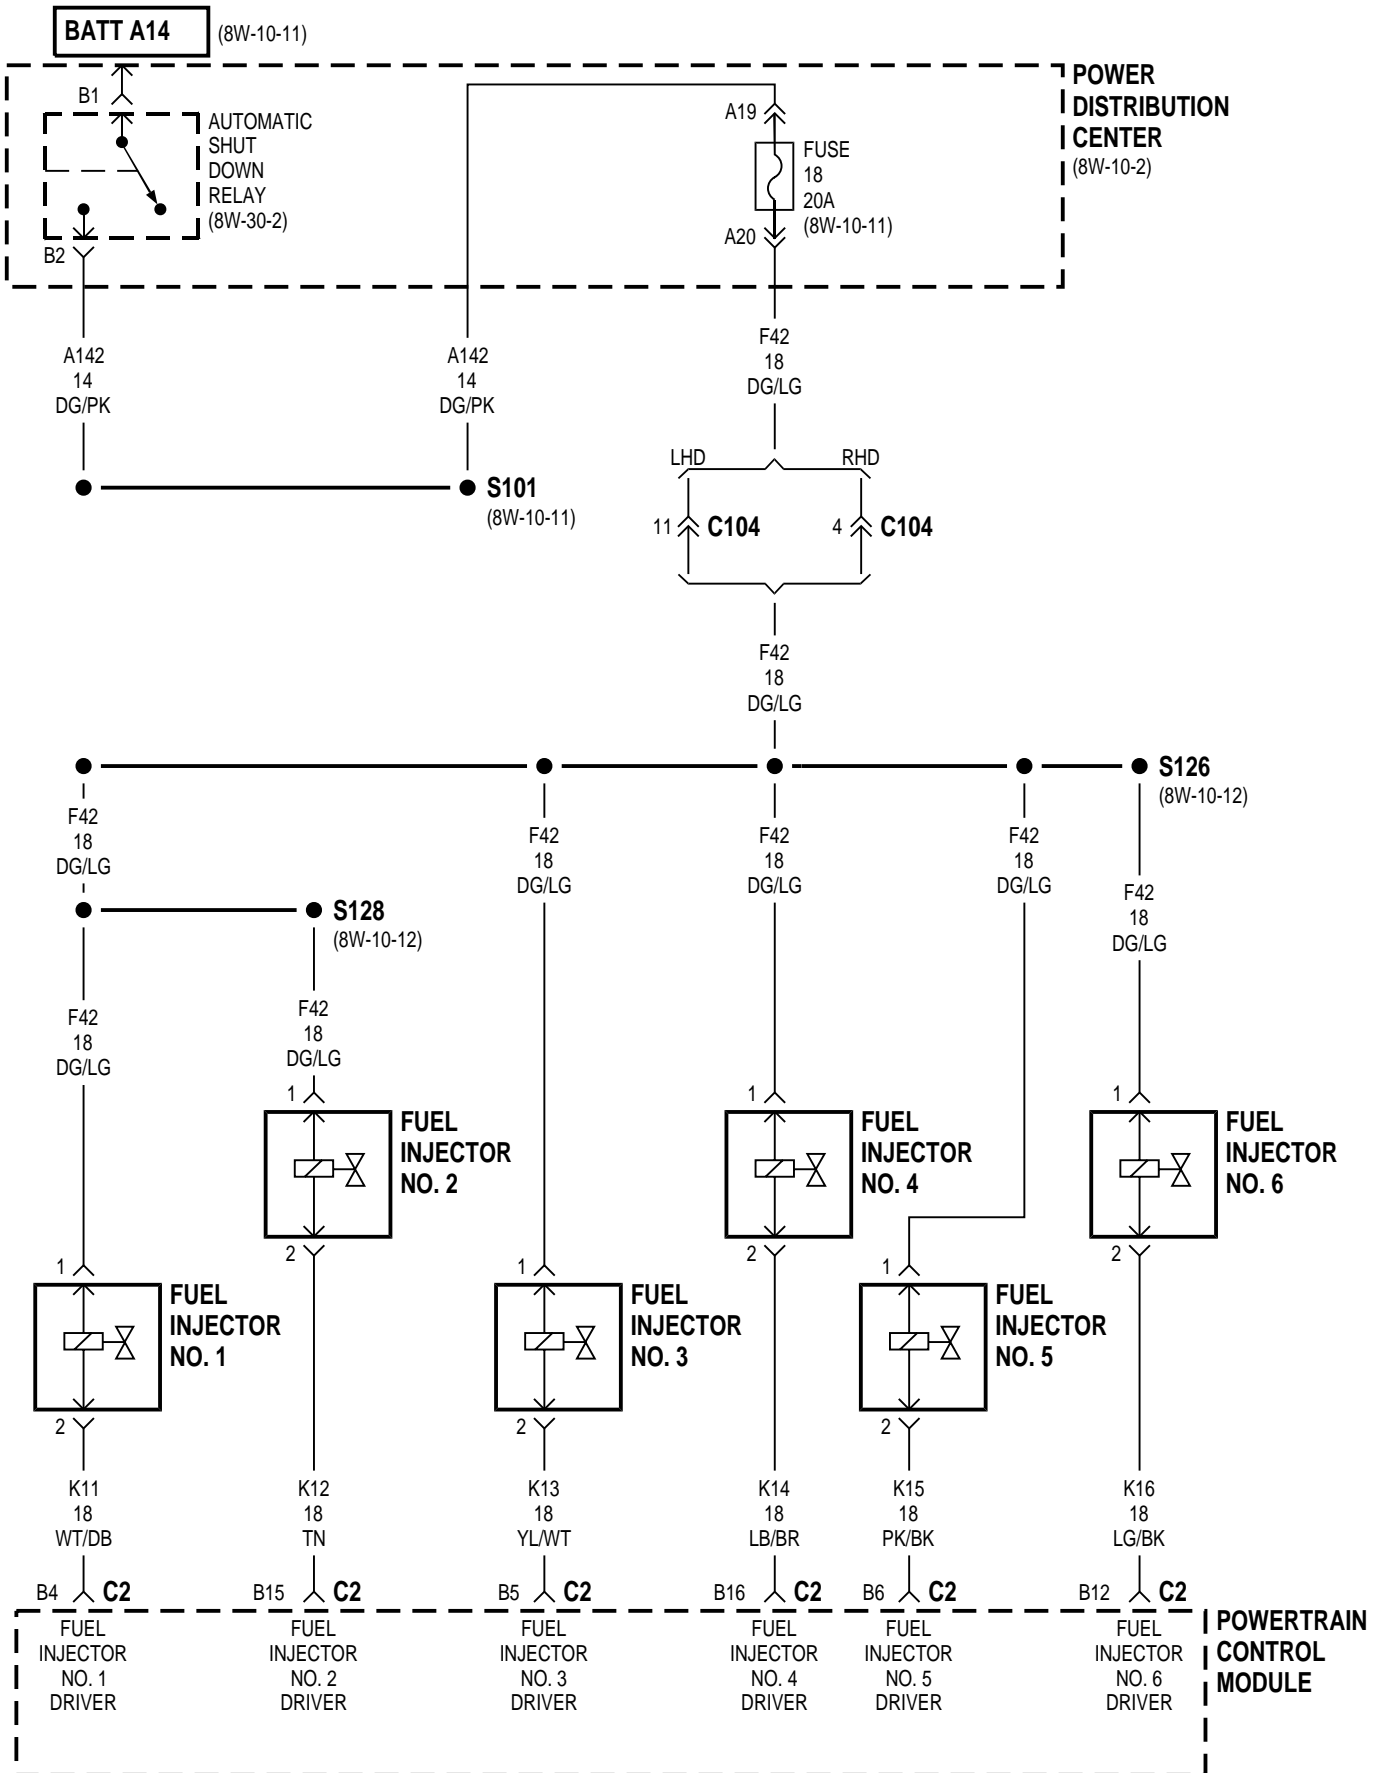 BATT A14 (8W-10-11)
POWER
DISTRIBUTION
CENTER
(8W-10-2)
B1
AUTOMATIC
SHUT
DOWN
RELAY
(8W-30-2)
B2
A19
FUSE
18
20A
(8W-10-11)
A20
A142
14
DG/PK
A142
14
DG/PK
F42
18
DG/LG
S101
(8W-10-11)
LHD RHD
11 C104 4 C104
F42
18
DG/LG
S126
(8W-10-12)
F42
18
DG/LG
F42
18
DG/LG
F42
18
DG/LG
F42
18
DG/LG
F42
18
DG/LG
S128
(8W-10-12)
F42
18
DG/LG
F42
18
DG/LG
1
FUEL
INJECTOR
NO. 2
2
1
FUEL
INJECTOR
NO. 4
2
1
FUEL
INJECTOR
NO. 6
2
1
FUEL
INJECTOR
NO. 1
2
1
FUEL
INJECTOR
NO. 3
2
1
FUEL
INJECTOR
NO. 5
2
K11
18
WT/DB
K12
18
TN
K13
18
YL/WT
K14
18
LB/BR
K15
18
PK/BK
K16
18
LG/BK
B4 C2 B15 C2 B5 C2 B16 C2 B6 C2 B12 C2
FUEL
INJECTOR
NO. 1
DRIVER
FUEL
INJECTOR
NO. 2
DRIVER
FUEL
INJECTOR
NO. 3
DRIVER
FUEL
INJECTOR
NO. 4
DRIVER
FUEL
INJECTOR
NO. 5
DRIVER
FUEL
INJECTOR
NO. 6
DRIVER
POWERTRAIN
CONTROL
MODULE